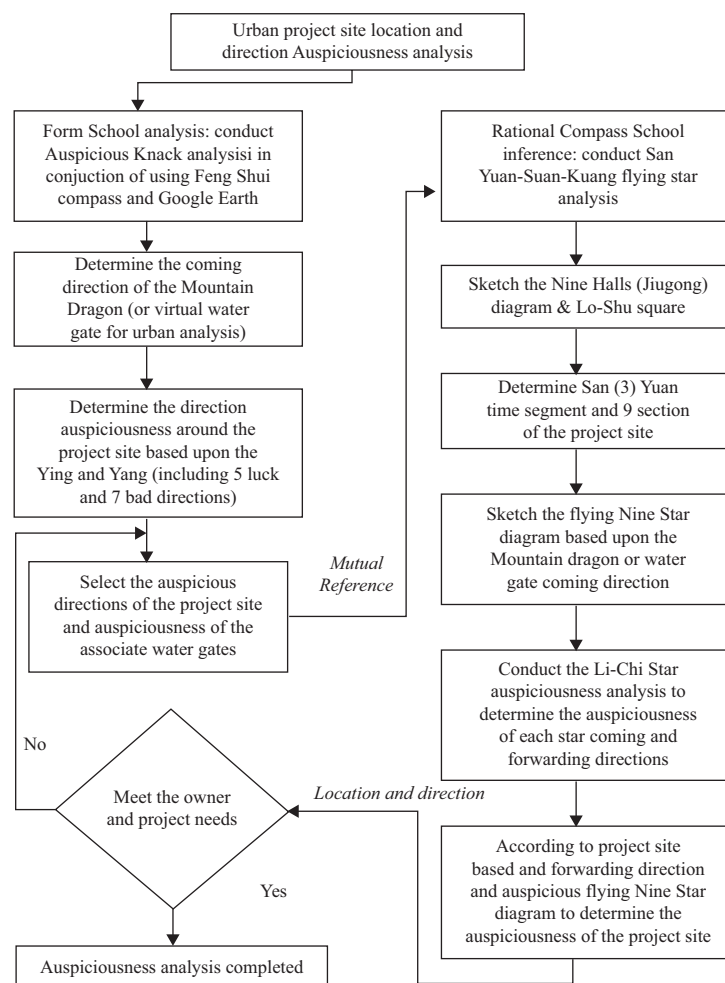 Urban project site location and
direction Auspiciousness analysis
Form School analysis: conduct
Auspicious Knack analysisi in
conjuction of using Feng Shui
compass and Google Earth
Determine the coming
direction of the Mountain
Dragon (or virtual water
gate for urban analysis)
Determine the direction
auspiciousness around the
project site based upon the
Ying and Yang (including 5 luck
and 7 bad directions)
Select the auspicious
directions of the project site
and auspiciousness of the
associate water gates
Mutual
Reference
Rational Compass School
inference: conduct San
Yuan-Suan-Kuang flying star
analysis
Sketch the Nine Halls (Jiugong)
diagram & Lo-Shu square
Determine San (3) Yuan
time segment and 9 section
of the project site
Sketch the flying Nine Star
diagram based upon the
Mountain dragon or water
gate coming direction
Conduct the Li-Chi Star
auspiciousness analysis to
determine the auspiciousness
of each star coming and
forwarding directions
According to project site
based and forwarding direction
and auspicious flying Nine Star
diagram to determine the
auspiciousness of the project site
Location and direction
Meet the owner
and project needs
No
Yes
Auspiciousness analysis completed